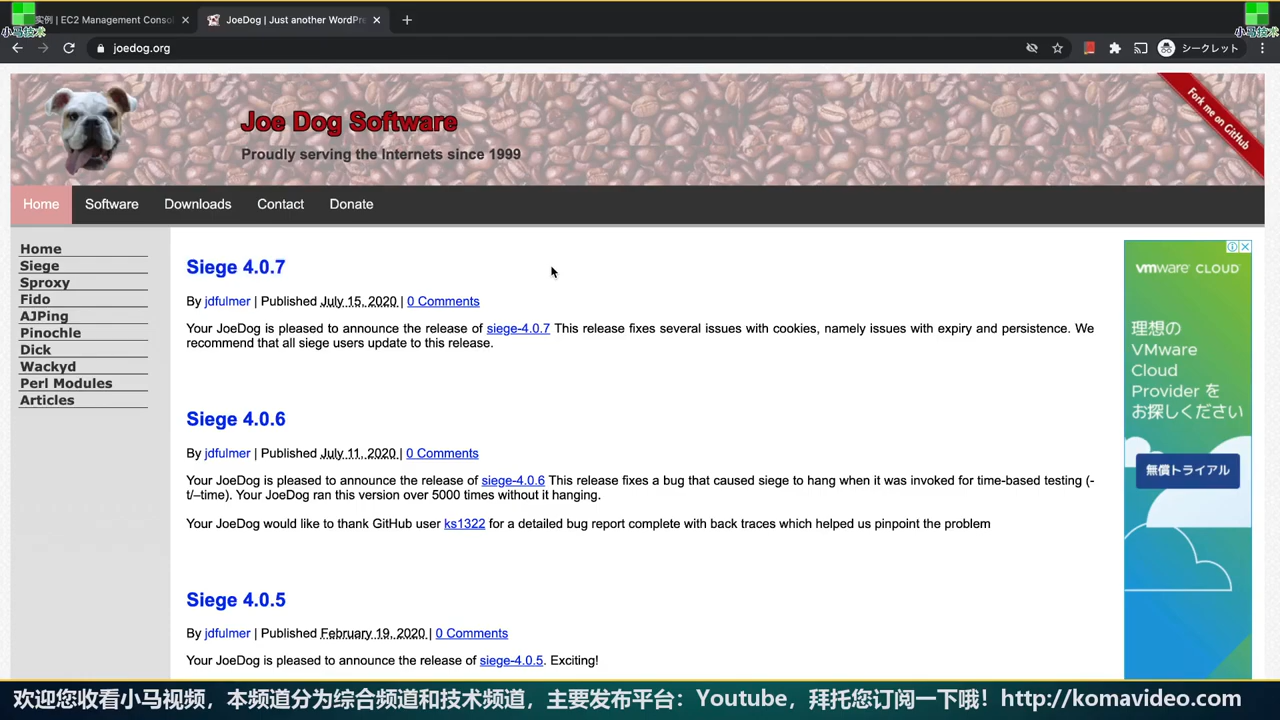 实例 | EC2 Management Consol
JoeDog | Just another WordPre
小马技术
小马技术
joedog.org
シークレット
Joe Dog Software
Proudly serving the Internets since 1999
Fork me on GitHub
Home
Software
Downloads
Contact
Donate
Home
Siege
Sproxy
Fido
AJPing
Pinochle
Dick
Wackyd
Perl Modules
Articles
Siege 4.0.7
By jdfulmer | Published July 15, 2020 | 0 Comments
Your JoeDog is pleased to announce the release of siege-4.0.7 This release fixes several issues with cookies, namely issues with expiry and persistence. We
recommend that all siege users update to this release.
Siege 4.0.6
By jdfulmer | Published July 11, 2020 | 0 Comments
Your JoeDog is pleased to announce the release of siege-4.0.6 This release fixes a bug that caused siege to hang when it was invoked for time-based testing (-
t/–time). Your JoeDog ran this version over 5000 times without it hanging.
Your JoeDog would like to thank GitHub user ks1322 for a detailed bug report complete with back traces which helped us pinpoint the problem
Siege 4.0.5
By jdfulmer | Published February 19, 2020 | 0 Comments
Your JoeDog is pleased to announce the release of siege-4.0.5. Exciting!
vmware CLOUD
理想の
VMware
Cloud
Provider を
お探しください
無償トライアル
欢迎您收看小马视频，本频道分为综合频道和技术频道，主要发布平台：Youtube，拜托您订阅一下哦！http://komavideo.com